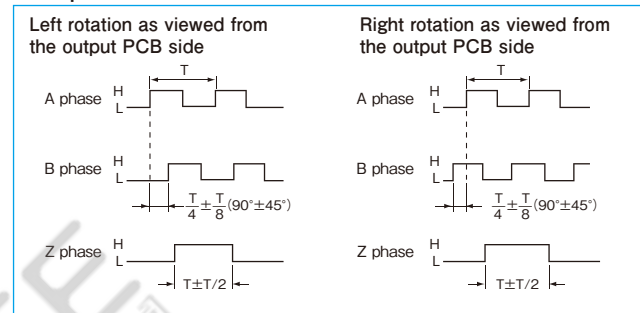 Left rotation as viewed from
the output PCB side
T
A phase H
L
B phase H
L
T/4±T/8(90°±45°)
Z phase H
L
T±T/2
Right rotation as viewed from
the output PCB side
T
A phase H
L
B phase H
L
T/4±T/8(90°±45°)
Z phase H
L
T±T/2